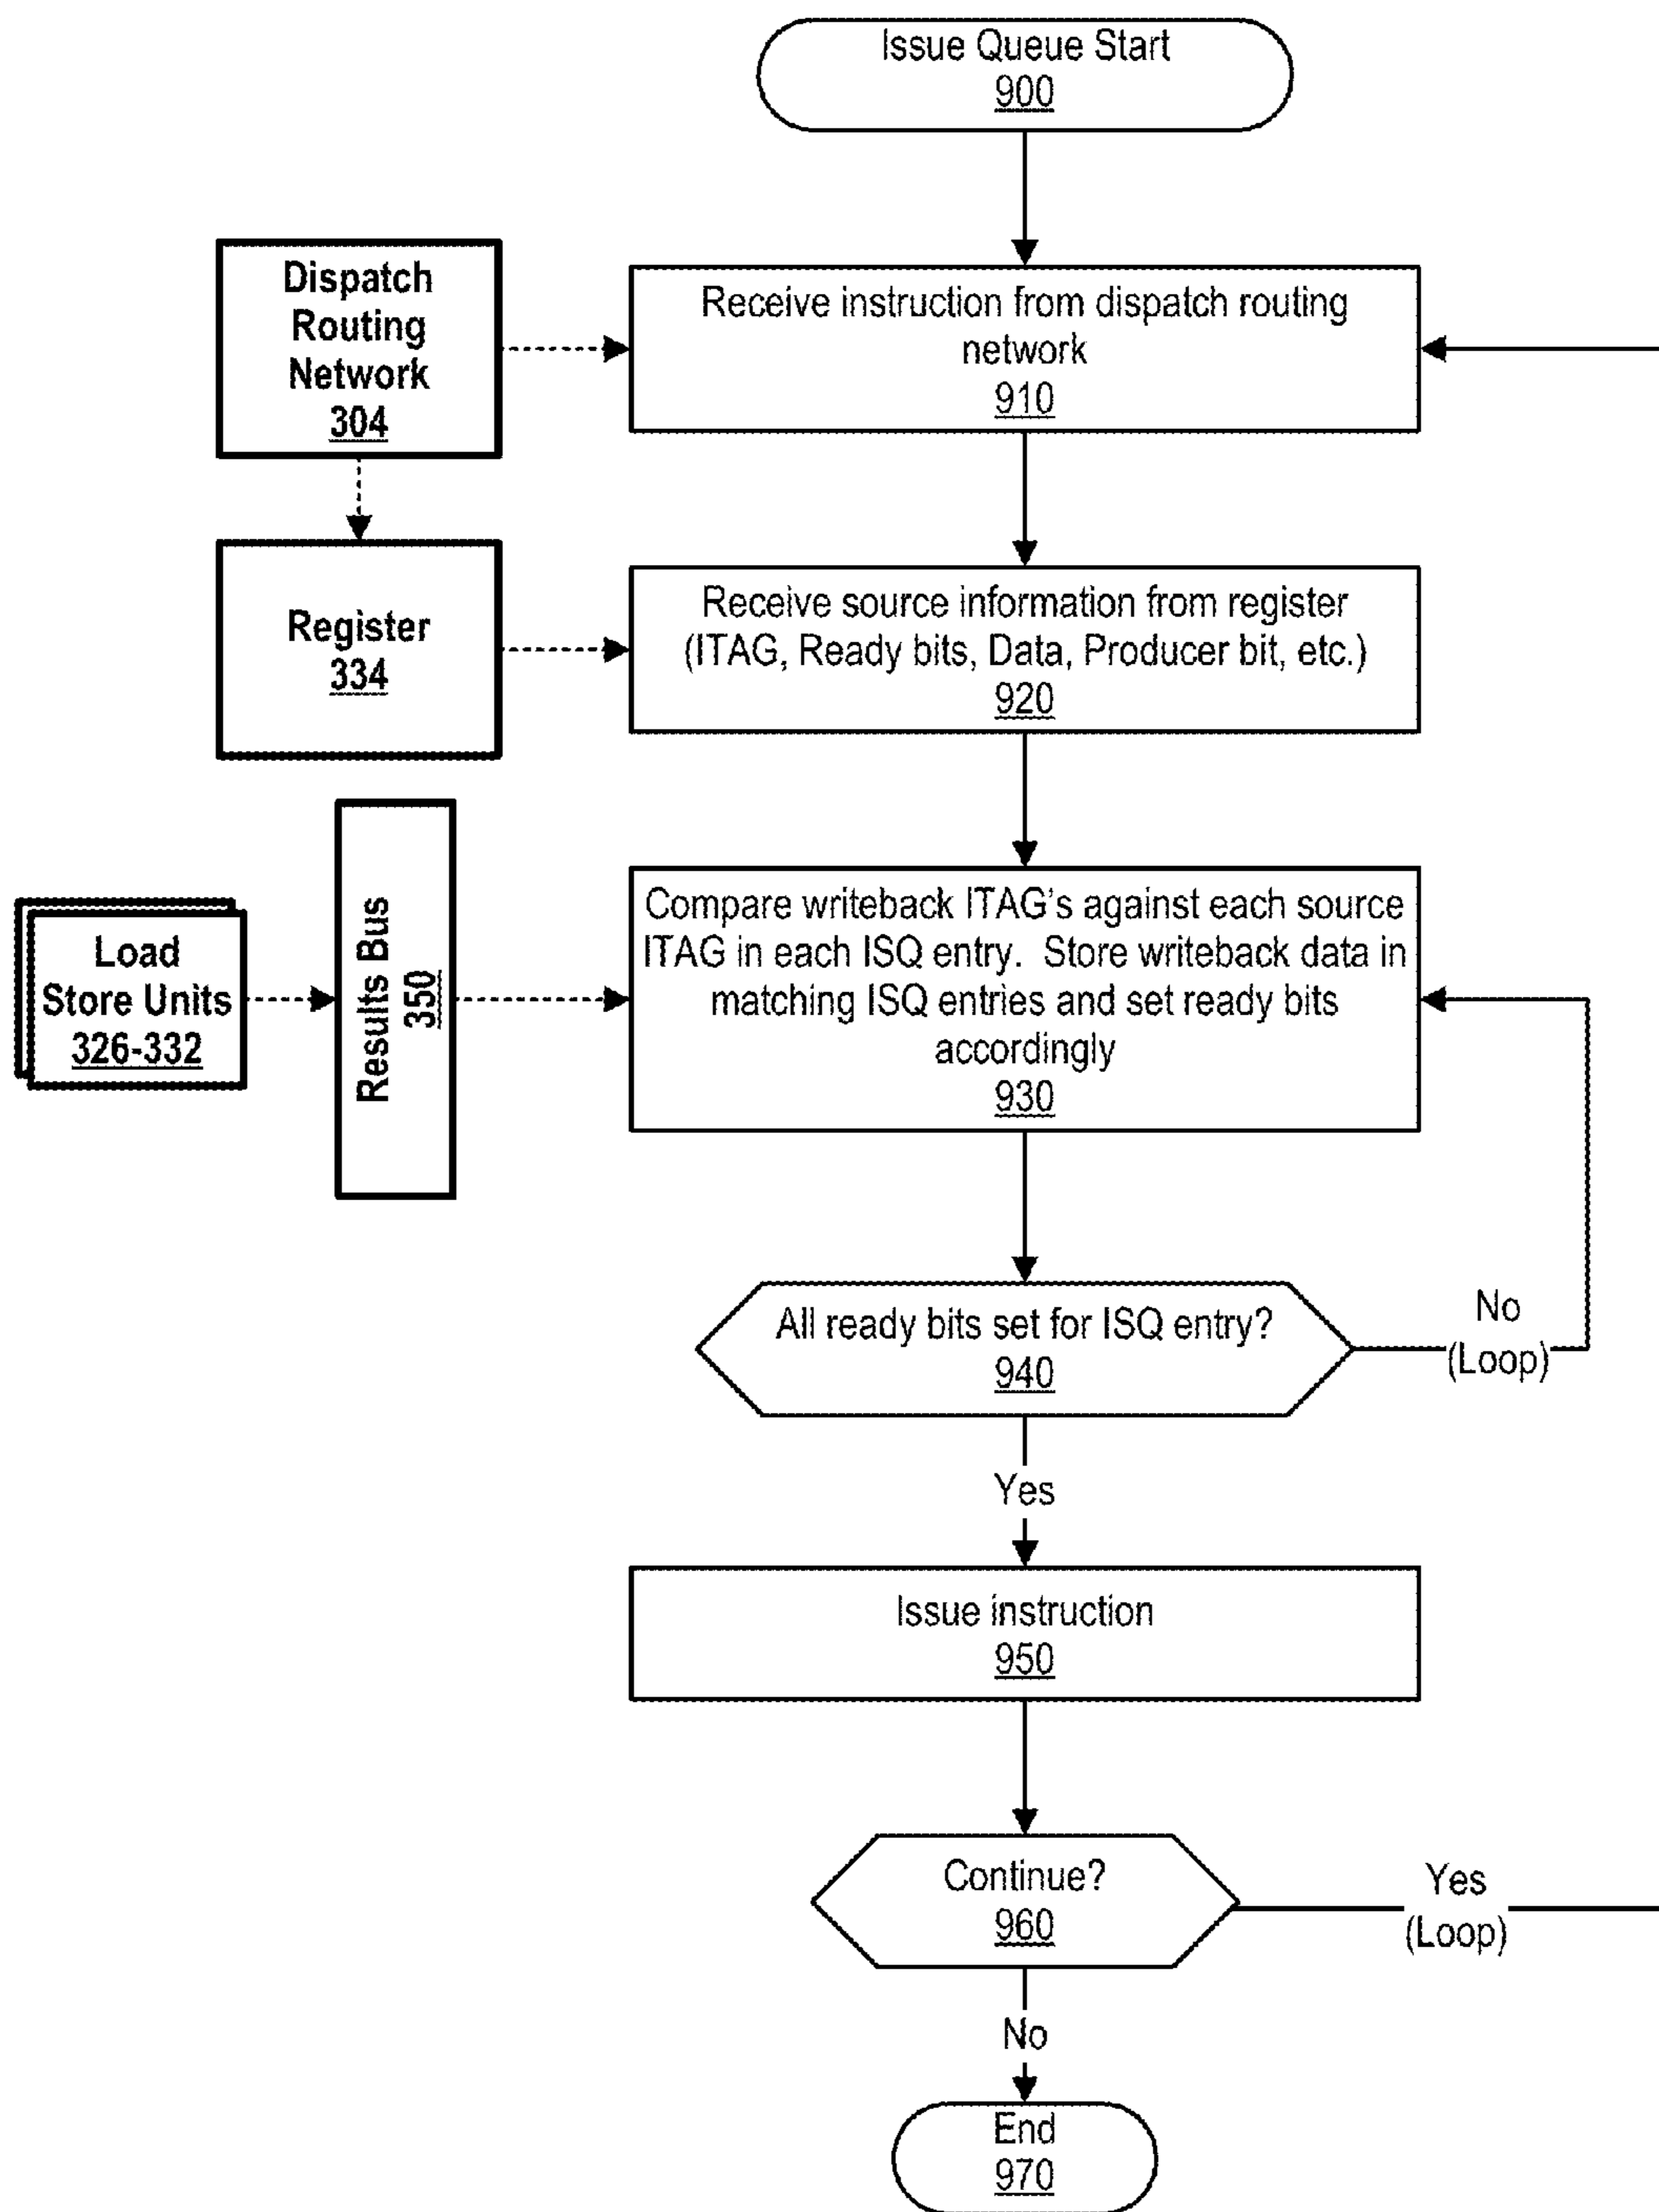 Issue Queue Start
900
Dispatch
Routing
Network
304
Receive instruction from dispatch routing
network
910
Register
334
Receive source information from register
(ITAG, Ready bits, Data, Producer bit, etc.)
920
Load
Store Units
326-332
Results Bus
350
Compare writeback ITAG's against each source
ITAG in each ISQ entry.  Store writeback data in
matching ISQ entries and set ready bits
accordingly
930
All ready bits set for ISQ entry?
940
No
(Loop)
Yes
Issue instruction
950
Continue?
960
Yes
(Loop)
No
End
970